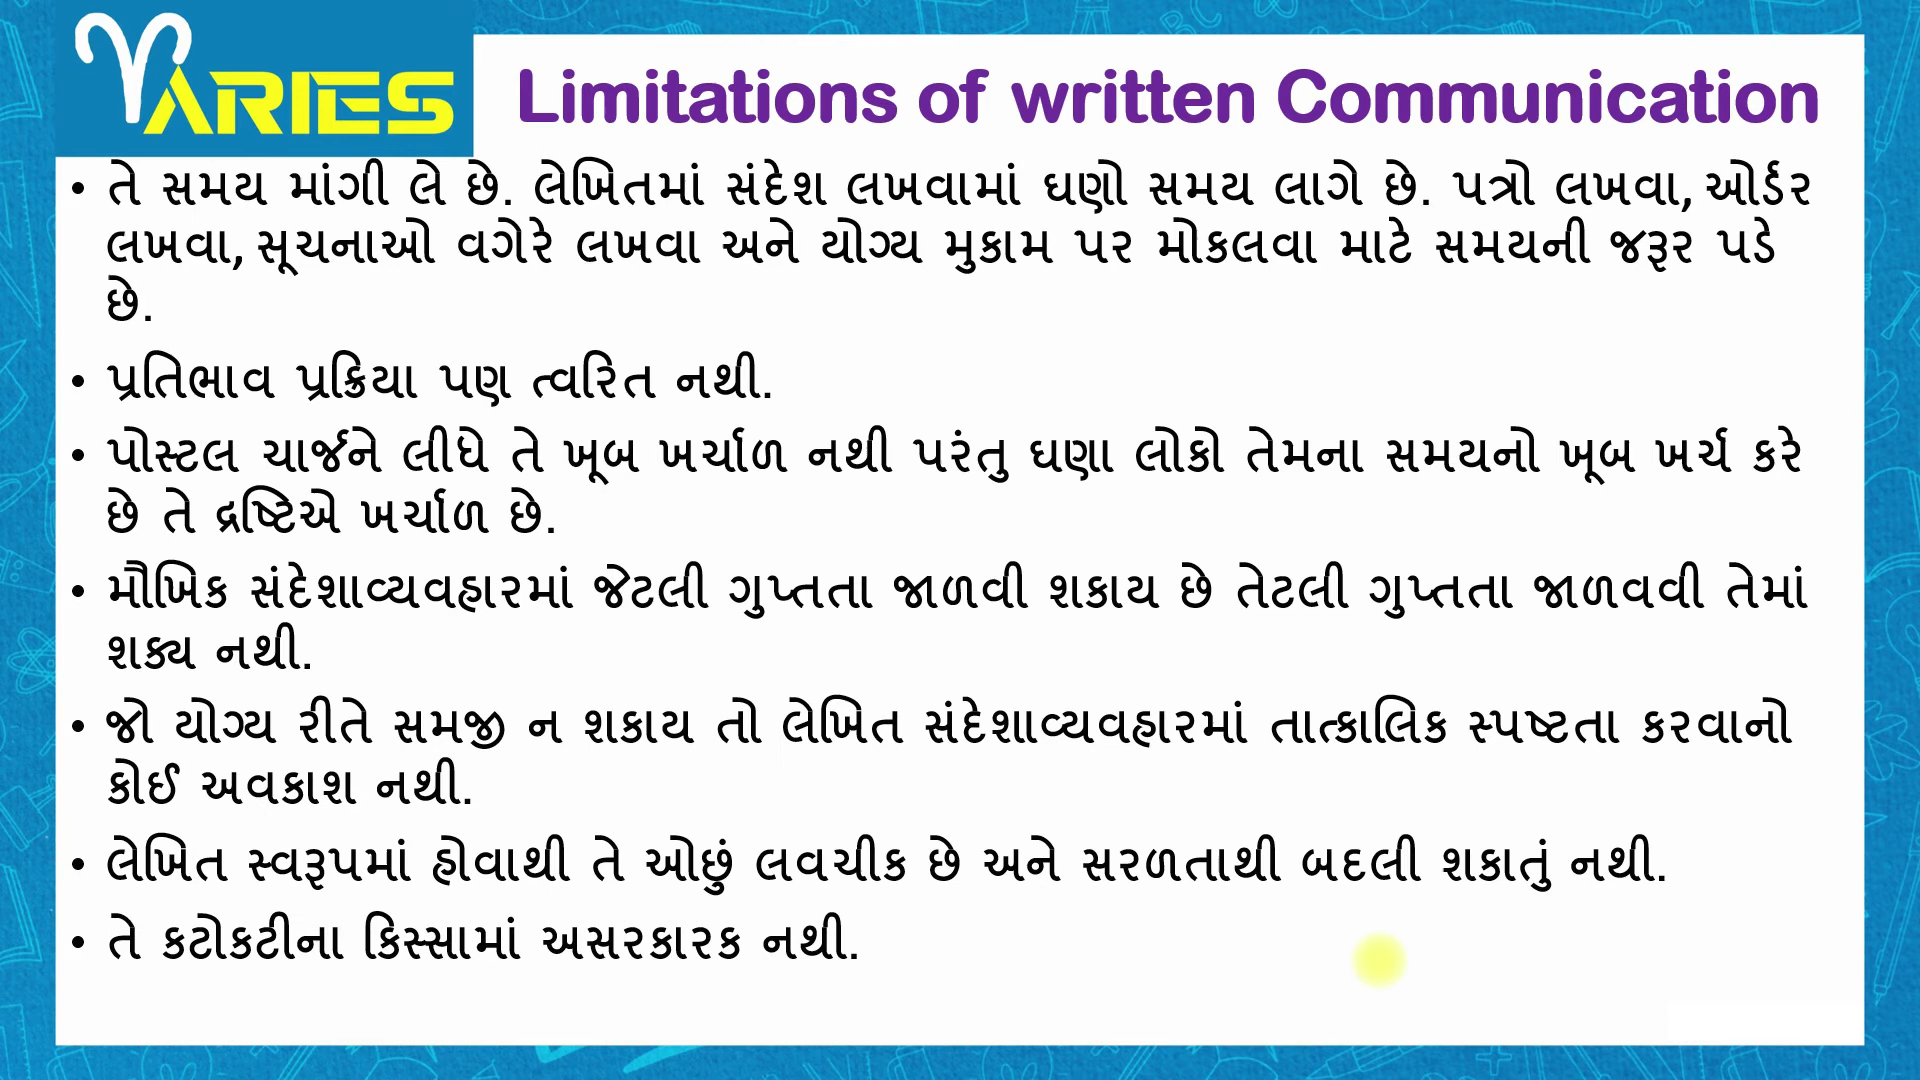 ARIES
Limitations of written Communication
• તે સમય માંગી લે છે. લેખિતમાં સંદેશ લખવામાં ઘણો સમય લાગે છે. પત્રો લખવા, ઓર્ડર
લખવા, સૂચનાઓ વગેરે લખવા અને યોગ્ય મુકામ પર મોકલવા માટે સમયની જરૂર પડે
છે.
• પ્રતિભાવ પ્રક્રિયા પણ ત્વરિત નથી.
• પોસ્ટલ ચાર્જને લીધે તે ખૂબ ખર્ચાળ નથી પરંતુ ઘણા લોકો તેમના સમયનો ખૂબ ખર્ચ કરે
છે તે દ્રષ્ટિએ ખર્ચાળ છે.
• મૌખિક સંદેશાવ્યવહારમાં જેટલી ગુપ્તતા જાળવી શકાય છે તેટલી ગુપ્તતા જાળવવી તેમાં
શક્ય નથી.
• જો યોગ્ય રીતે સમજી ન શકાય તો લેખિત સંદેશાવ્યવહારમાં તાત્કાલિક સ્પષ્ટતા કરવાનો
કોઈ અવકાશ નથી.
• લેખિત સ્વરૂપમાં હોવાથી તે ઓછું લવચીક છે અને સરળતાથી બદલી શકાતું નથી.
• તે કટોકટીના કિસ્સામાં અસરકારક નથી.